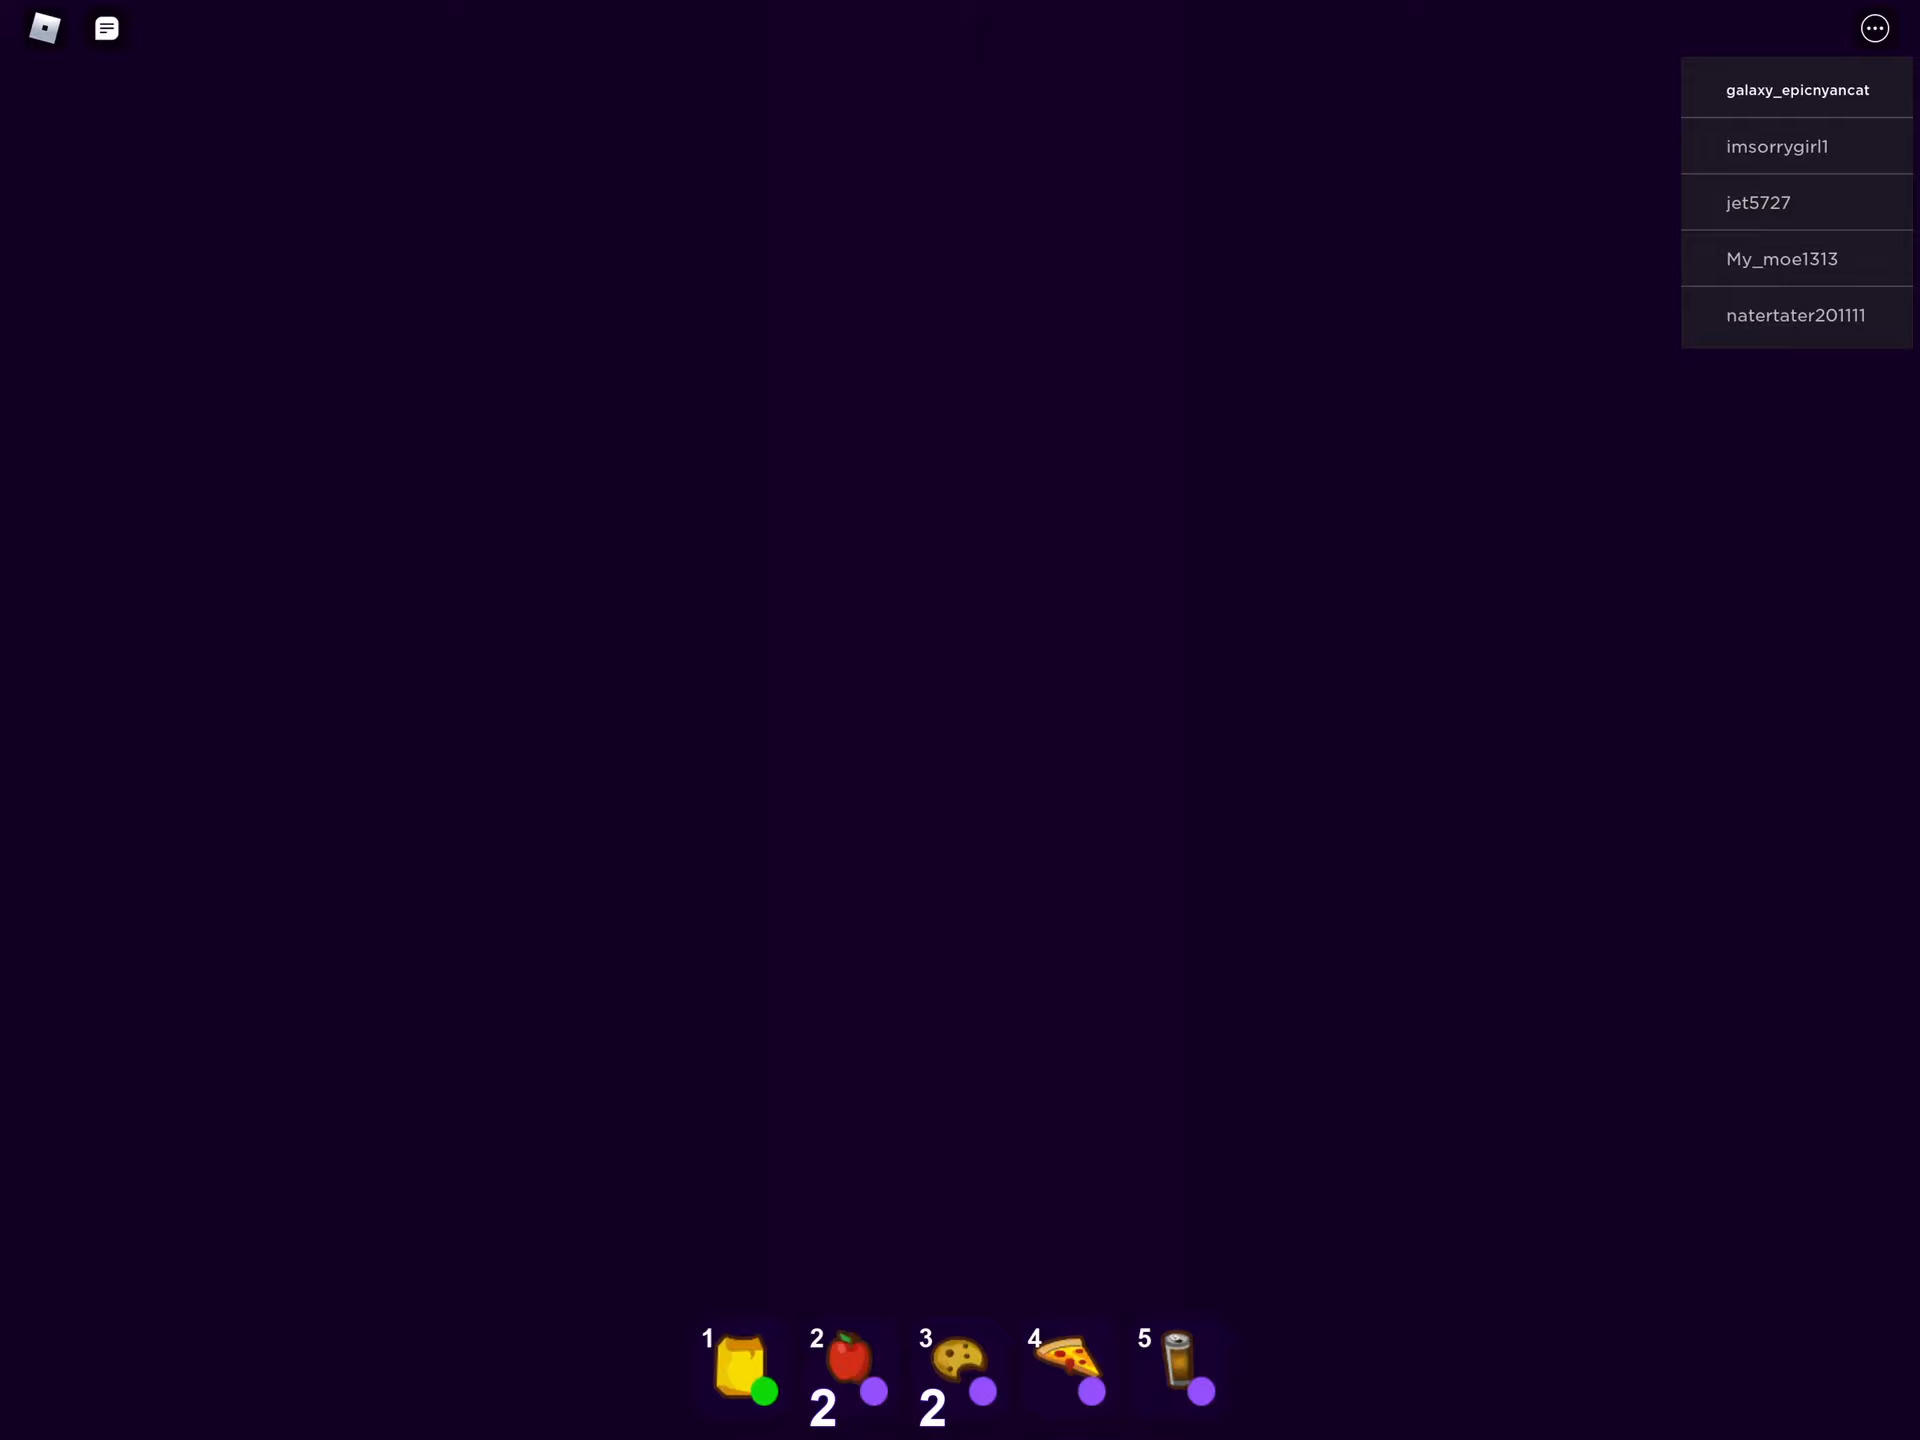 galaxy_epicnyancat
imsorrygirl1
jet5727
My_moe1313
natertater201111
1 2 3 4 5
2 2